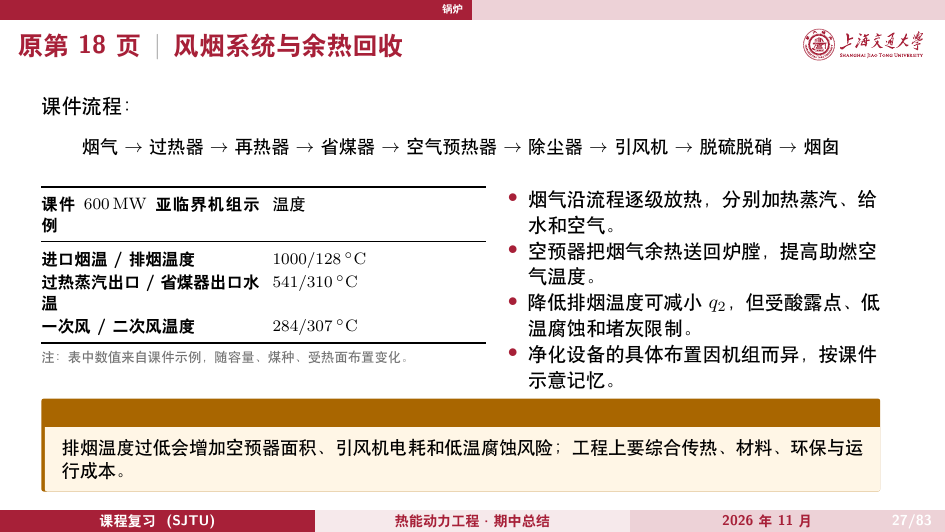 锅炉
原第 18 页 | 风烟系统与余热回收
上海交通大学
SHANGHAI JIAO TONG UNIVERSITY
课件流程：
烟气 → 过热器 → 再热器 → 省煤器 → 空气预热器 → 除尘器 → 引风机 → 脱硫脱硝 → 烟囱
课件 600 MW 亚临界机组示例 温度
进口烟温 / 排烟温度 1000/128 °C
过热蒸汽出口 / 省煤器出口水温 541/310 °C
一次风 / 二次风温度 284/307 °C
注：表中数值来自课件示例，随容量、煤种、受热面布置变化。
• 烟气沿流程逐级放热，分别加热蒸汽、给
水和空气。
• 空预器把烟气余热送回炉膛，提高助燃空
气温度。
• 降低排烟温度可减小 q₂，但受酸露点、低
温腐蚀和堵灰限制。
• 净化设备的具体布置因机组而异，按课件
示意记忆。
排烟温度过低会增加空预器面积、引风机电耗和低温腐蚀风险；工程上要综合传热、材料、环保与运
行成本。
课程复习 (SJTU) 热能动力工程 · 期中总结 2026 年 11 月 27/83